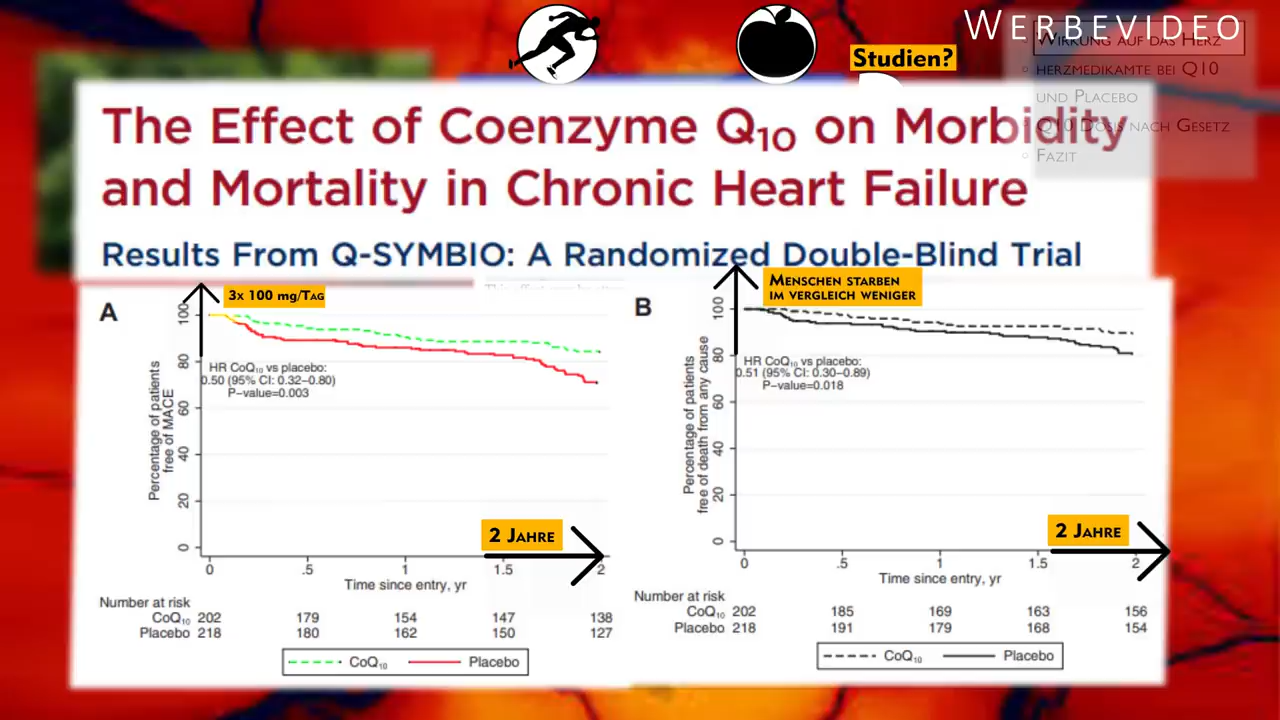 WERBEVIDEO
Studien?
WIRKUNG AUF DAS HERZ
HERZMEDIKAMTE BEI Q10
UND PLACEBO
Q10 DOSIS NACH GESETZ
FAZIT
The Effect of Coenzyme Q10 on Morbidity
and Mortality in Chronic Heart Failure
Results From Q-SYMBIO: A Randomized Double-Blind Trial
A
3X 100 MG/TAG
100
80
60
40
20
0
Percentage of patients
free of MACE
HR CoQ10 vs placebo:
0.50 (95% CI: 0.32–0.80)
P-value=0.003
2 JAHRE
0 .5 1 1.5 2
Time since entry, yr
Number at risk
CoQ10 202 179 154 147 138
Placebo 218 180 162 150 127
CoQ10 Placebo
B
MENSCHEN STARBEN
IM VERGLEICH WENIGER
100
80
60
40
20
0
Percentage of patients
free of death from any cause
HR CoQ10 vs placebo:
0.51 (95% CI: 0.30–0.89)
P-value=0.018
2 JAHRE
0 .5 1 1.5 2
Time since entry, yr
Number at risk
CoQ10 202 185 169 163 156
Placebo 218 191 179 168 154
CoQ10 Placebo